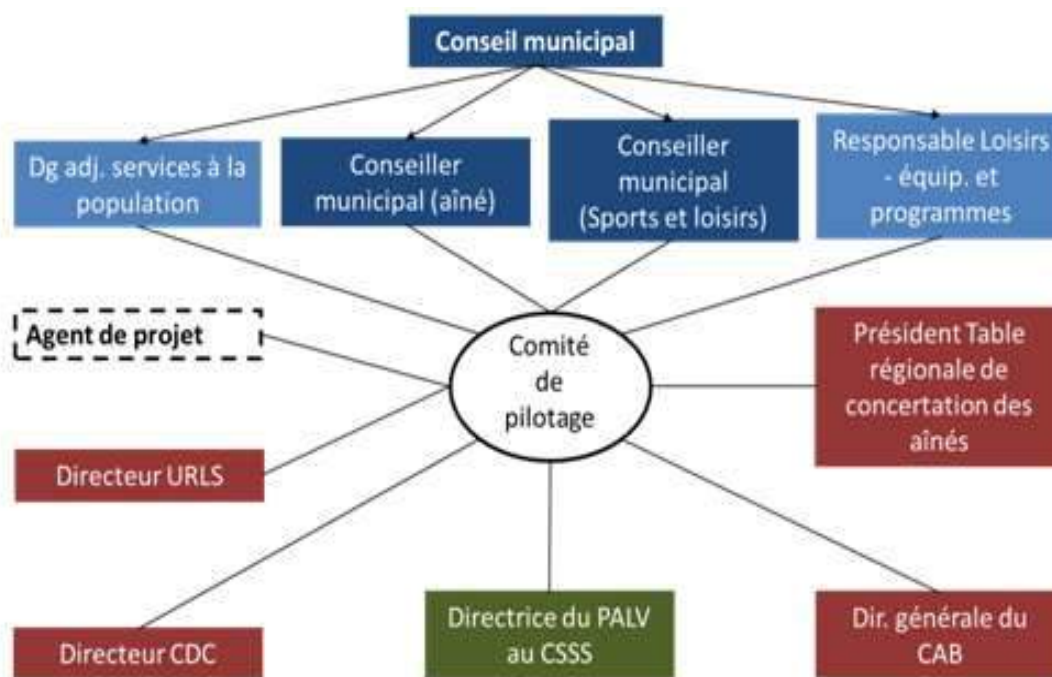 Conseil municipal
Dg adj. services à la
population
Conseiller
municipal (aîné)
Conseiller
municipal
(Sports et loisirs)
Responsable Loisirs
- équip. et
programmes
Agent de projet
Comité
de
pilotage
Président Table
régionale de
concertation des
aînés
Directeur URLS
Directeur CDC
Directrice du PALV
au CSSS
Dir. générale du
CAB